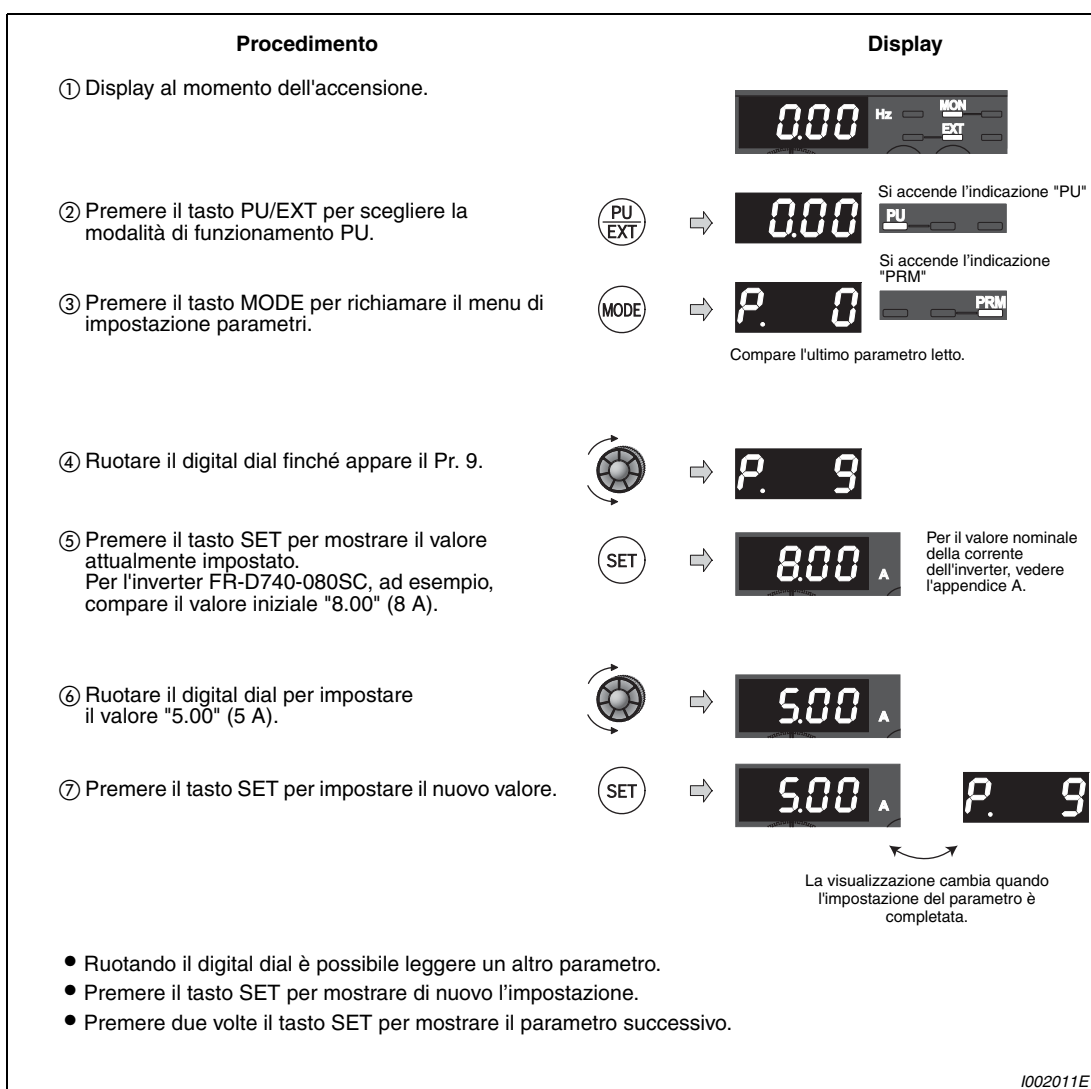 Procedimento
Display
① Display al momento dell'accensione.
0.00 Hz MON
EXT
② Premere il tasto PU/EXT per scegliere la
modalità di funzionamento PU.
PU
EXT
0.00
Si accende l'indicazione "PU"
PU
③ Premere il tasto MODE per richiamare il menu di
impostazione parametri.
MODE
P. 0
Si accende l'indicazione
"PRM"
PRM
Compare l'ultimo parametro letto.
④ Ruotare il digital dial finché appare il Pr. 9.
P. 9
⑤ Premere il tasto SET per mostrare il valore
attualmente impostato.
Per l'inverter FR-D740-080SC, ad esempio,
compare il valore iniziale "8.00" (8 A).
SET
8.00 A
Per il valore nominale
della corrente
dell'inverter, vedere
l'appendice A.
⑥ Ruotare il digital dial per impostare
il valore "5.00" (5 A).
5.00 A
⑦ Premere il tasto SET per impostare il nuovo valore.
SET
5.00 A
P. 9
La visualizzazione cambia quando
l'impostazione del parametro è
completata.
● Ruotando il digital dial è possibile leggere un altro parametro.
● Premere il tasto SET per mostrare di nuovo l'impostazione.
● Premere due volte il tasto SET per mostrare il parametro successivo.
I002011E